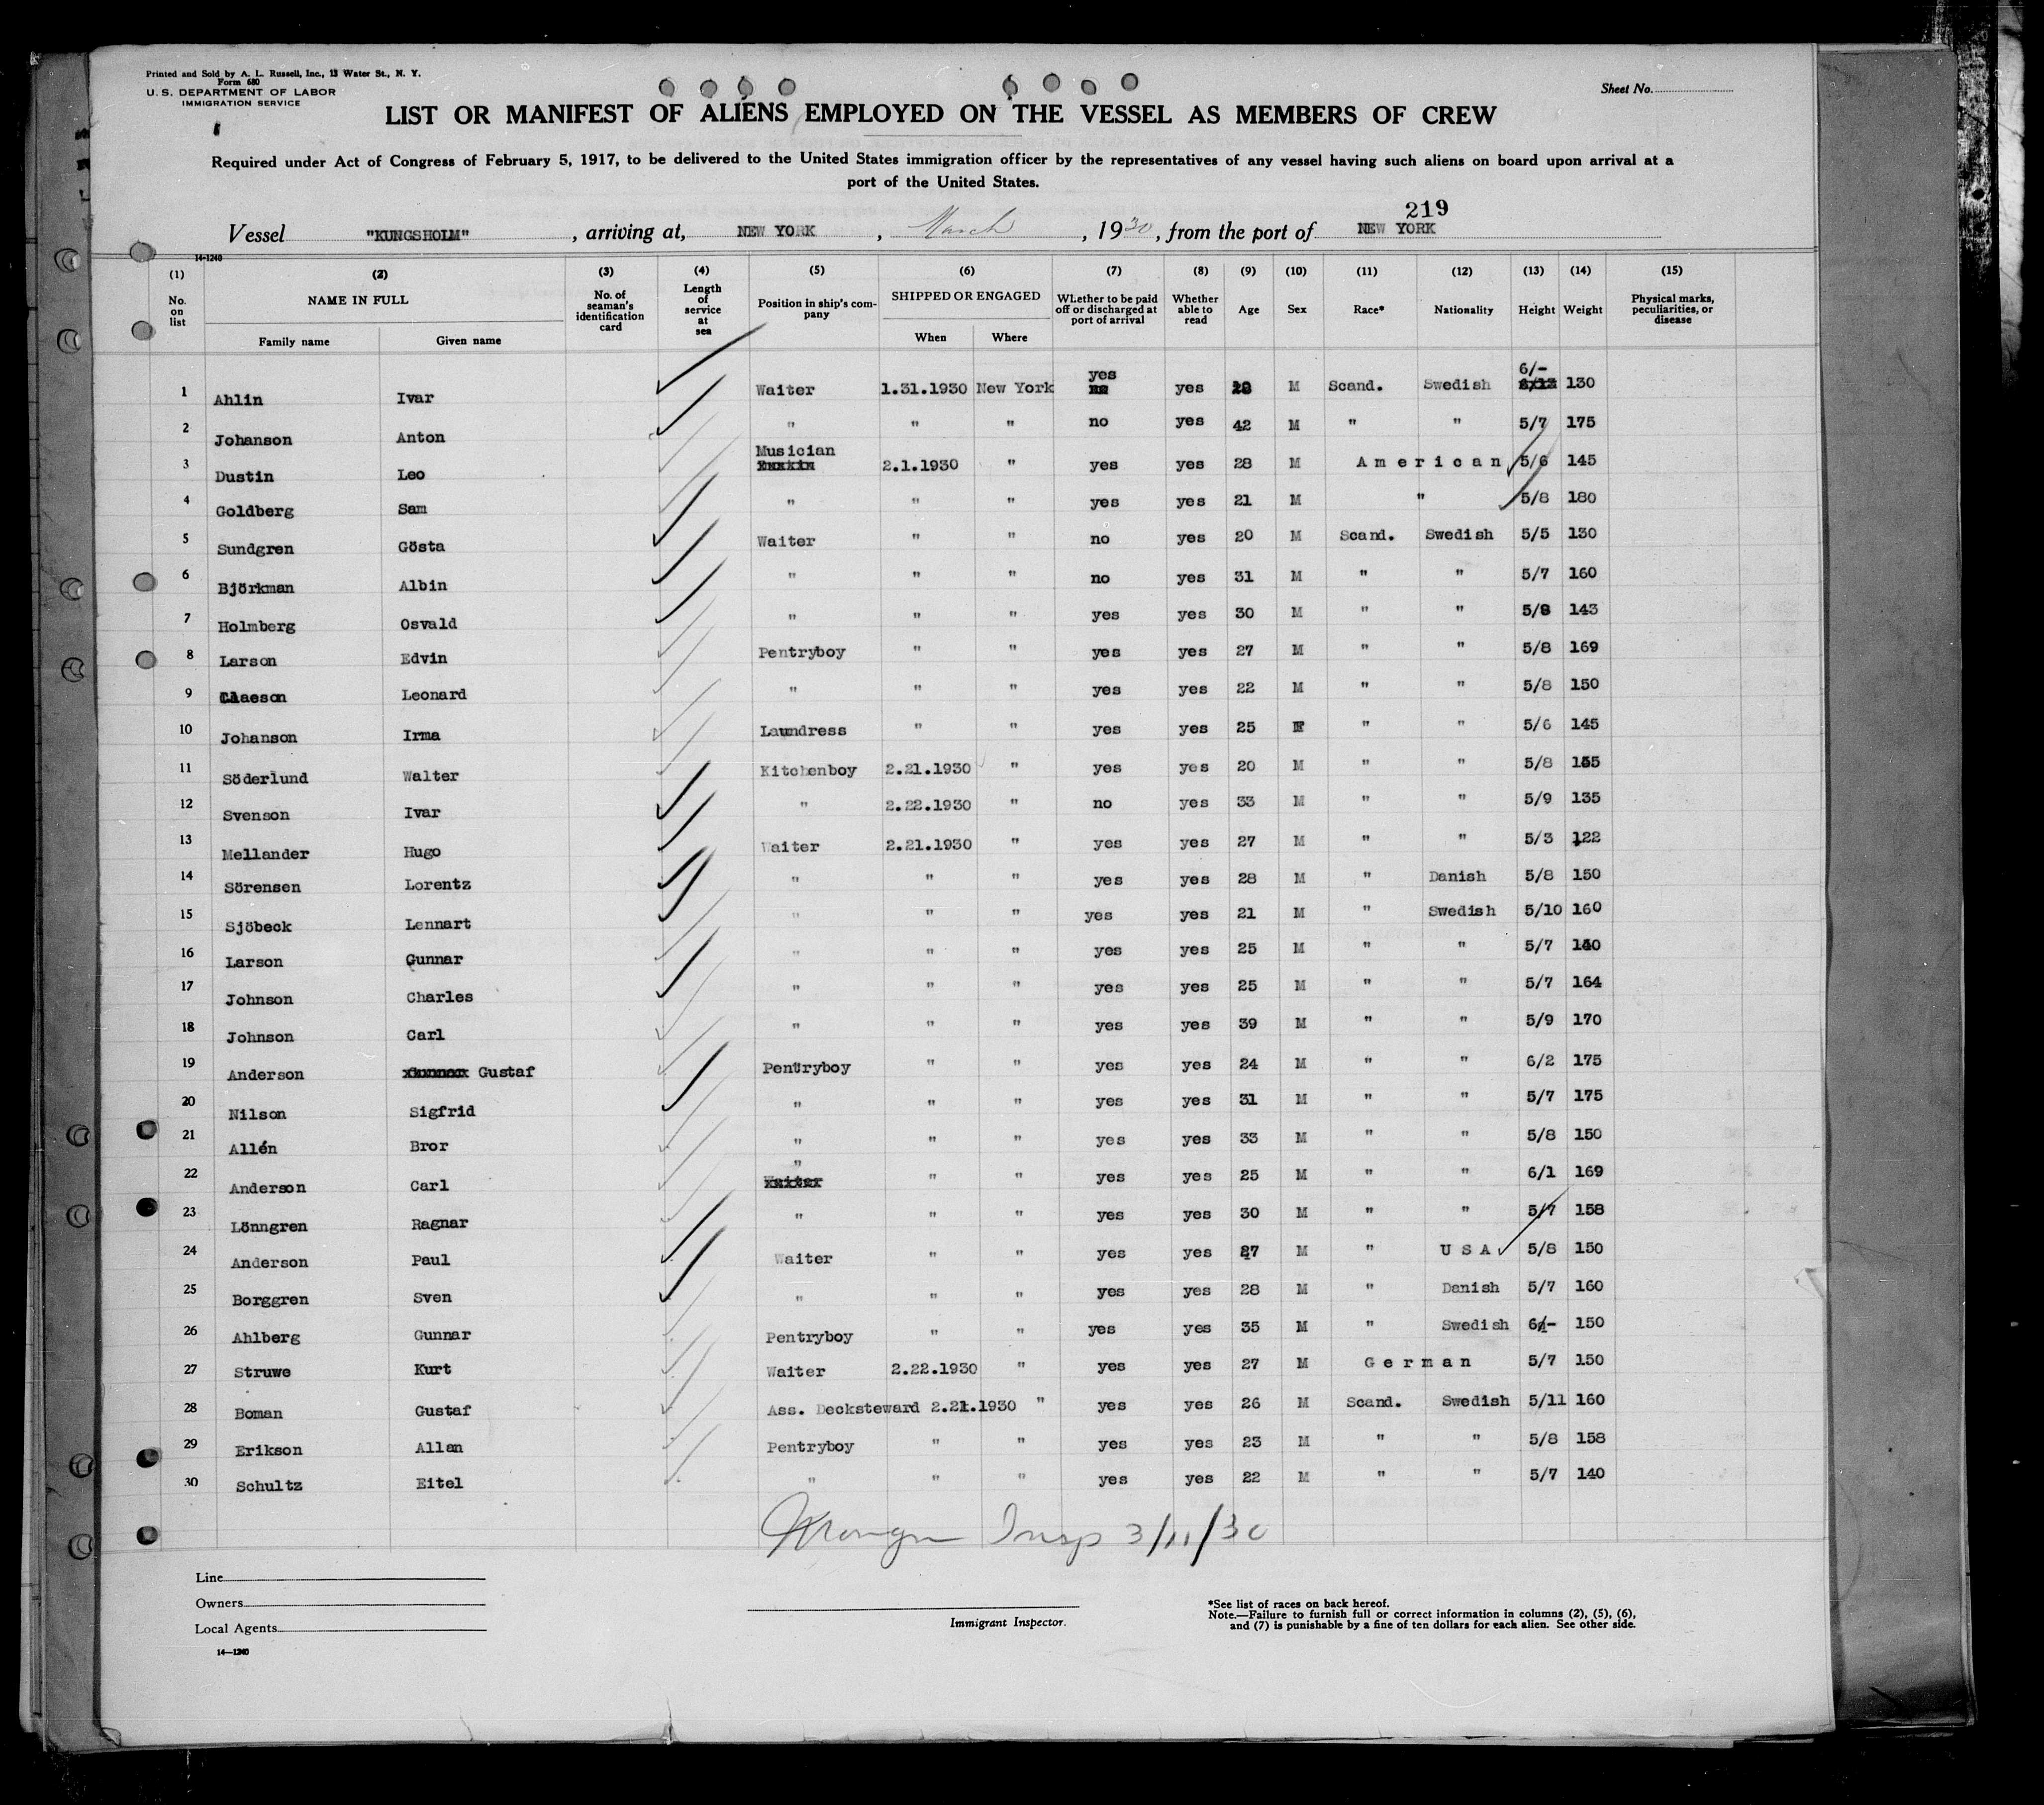 Printed and Sold by A. L. Russell, Inc., 13 Water St., N. Y.
Form 680
U. S. DEPARTMENT OF LABOR
IMMIGRATION SERVICE
Sheet No.
LIST OR MANIFEST OF ALIENS EMPLOYED ON THE VESSEL AS MEMBERS OF CREW
Required under Act of Congress of February 5, 1917, to be delivered to the United States immigration officer by the representatives of any vessel having such aliens on board upon arrival at a
port of the United States.
219
Vessel "KUNGSHOLM", arriving at, NEW YORK, March, 1930, from the port of NEW YORK
14-1240
(1) (2) (3) (4) (5) (6) (7) (8) (9) (10) (11) (12) (13) (14) (15)
No. on list NAME IN FULL Family name Given name No. of seaman's identification card Length of service at sea Position in ship's company SHIPPED OR ENGAGED When Where Whether to be paid off or discharged at port of arrival Whether able to read Age Sex Race* Nationality Height Weight Physical marks, peculiarities, or disease
1 Ahlin Ivar Waiter 1.31.1930 New York yes yes M Scand. Swedish 6/- 130
2 Johanson Anton " " " no yes 42 M " " 5/7 175
3 Dustin Leo Musician 2.1.1930 " yes yes 28 M American 5/6 145
4 Goldberg Sam " " " yes yes 21 M " 5/8 180
5 Sundgren Gösta Waiter " " no yes 20 M Scand. Swedish 5/5 130
6 Björkman Albin " " " no yes 31 M " " 5/7 160
7 Holmberg Osvald " " " yes yes 30 M " " 5/8 143
8 Larson Edvin Pentryboy " " yes yes 27 M " " 5/8 169
9 Claeson Leonard " " " yes yes 22 M " " 5/8 150
10 Johanson Irma Laundress " " yes yes 25 F " " 5/6 145
11 Söderlund Walter Kitchenboy 2.21.1930 " yes yes 20 M " " 5/8 155
12 Svenson Ivar " 2.22.1930 " no yes 33 M " " 5/9 135
13 Mellander Hugo Waiter 2.21.1930 " yes yes 27 M " " 5/3 122
14 Sörensen Lorentz " " " yes yes 28 M " Danish 5/8 150
15 Sjöbeck Lennart " " " yes yes 21 M " Swedish 5/10 160
16 Larson Gunnar " " " yes yes 25 M " " 5/7 140
17 Johnson Charles " " " yes yes 25 M " " 5/7 164
18 Johnson Carl " " " yes yes 39 M " " 5/9 170
19 Anderson Gustaf Pentryboy " " yes yes 24 M " " 6/2 175
20 Nilson Sigfrid " " " yes yes 31 M " " 5/7 175
21 Allén Bror " " " yes yes 33 M " " 5/8 150
22 Anderson Carl " " " yes yes 25 M " " 6/1 169
23 Lönngren Ragnar " " " yes yes 30 M " " 5/7 158
24 Anderson Paul Waiter " " yes yes 27 M " U S A 5/8 150
25 Borggren Sven " " " yes yes 28 M " Danish 5/7 160
26 Ahlberg Gunnar Pentryboy " " yes yes 35 M " Swedish 6/- 150
27 Struwe Kurt Waiter 2.22.1930 " yes yes 27 M German 5/7 150
28 Boman Gustaf Ass. Decksteward 2.21.1930 " yes yes 26 M Scand. Swedish 5/11 160
29 Erikson Allan Pentryboy " " yes yes 23 M " " 5/8 158
30 Schultz Eitel " " " yes yes 22 M " " 5/7 140
Insp 3/11/30
Line
Owners
Local Agents
14—1240
Immigrant Inspector.
*See list of races on back hereof.
Note.—Failure to furnish full or correct information in columns (2), (5), (6),
and (7) is punishable by a fine of ten dollars for each alien. See other side.